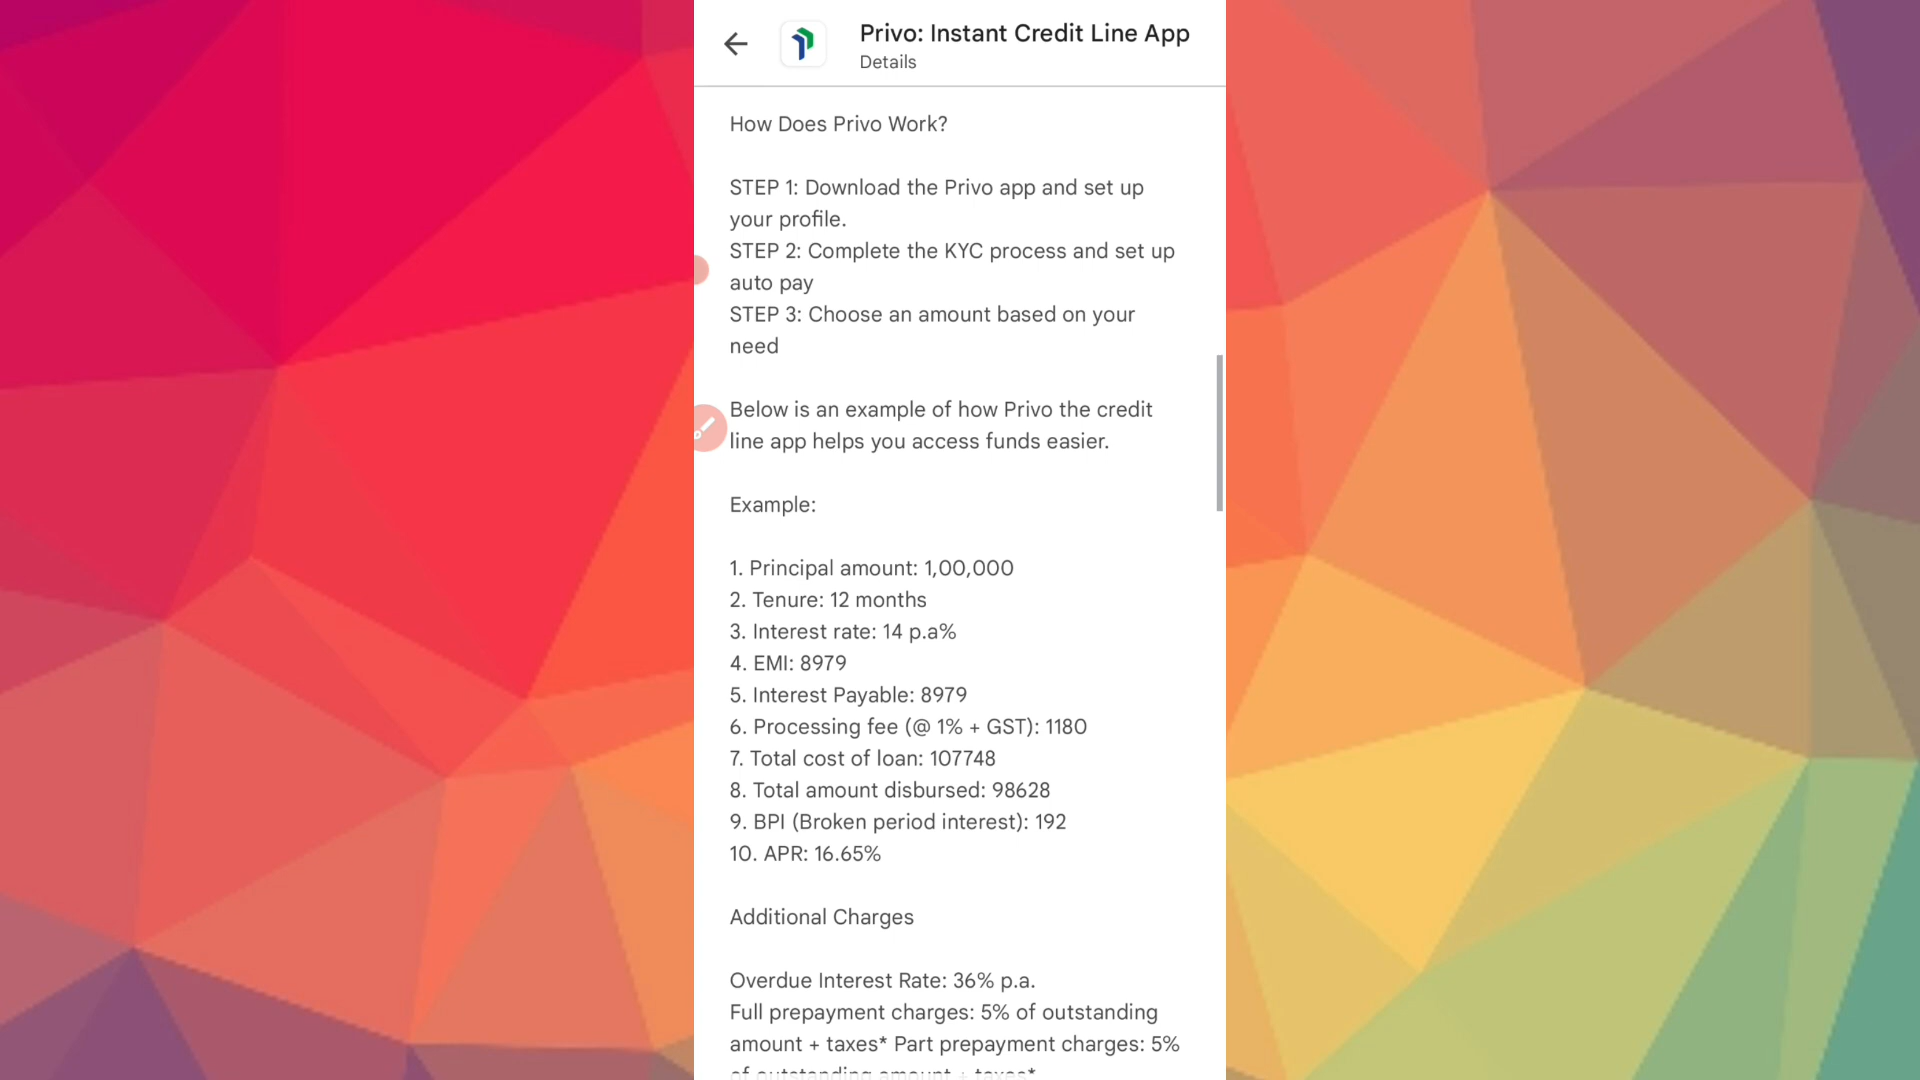 Privo: Instant Credit Line App
Details
How Does Privo Work?
STEP 1: Download the Privo app and set up
your profile.
STEP 2: Complete the KYC process and set up
auto pay
STEP 3: Choose an amount based on your
need
Below is an example of how Privo the credit
line app helps you access funds easier.
Example:
1. Principal amount: 1,00,000
2. Tenure: 12 months
3. Interest rate: 14 p.a%
4. EMI: 8979
5. Interest Payable: 8979
6. Processing fee (@ 1% + GST): 1180
7. Total cost of loan: 107748
8. Total amount disbursed: 98628
9. BPI (Broken period interest): 192
10. APR: 16.65%
Additional Charges
Overdue Interest Rate: 36% p.a.
Full prepayment charges: 5% of outstanding
amount + taxes* Part prepayment charges: 5%
of outstanding amount + taxes*